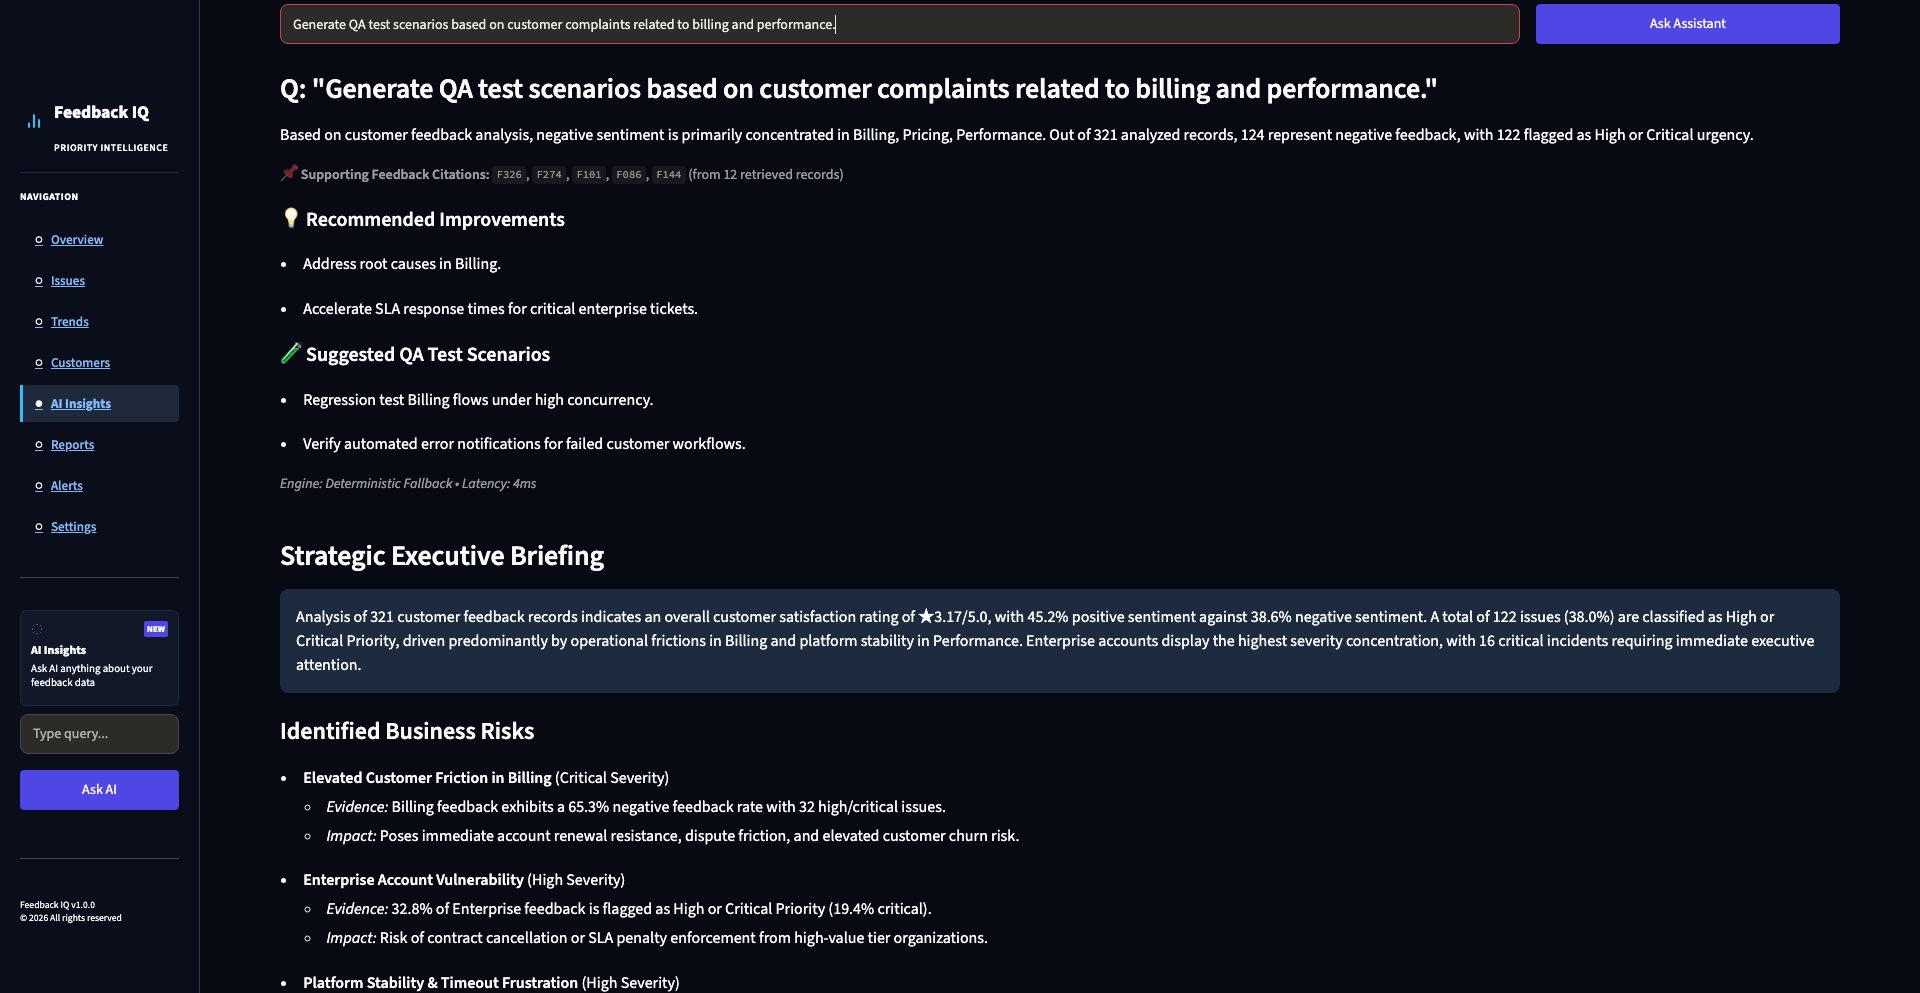 Feedback IQ
PRIORITY INTELLIGENCE
NAVIGATION
Overview
Issues
Trends
Customers
AI Insights
Reports
Alerts
Settings
NEW
AI Insights
Ask AI anything about your
feedback data
Type query...
Ask AI
Feedback IQ v1.0.0
© 2026 All rights reserved
Generate QA test scenarios based on customer complaints related to billing and performance.
Ask Assistant
Q: "Generate QA test scenarios based on customer complaints related to billing and performance."
Based on customer feedback analysis, negative sentiment is primarily concentrated in Billing, Pricing, Performance. Out of 321 analyzed records, 124 represent negative feedback, with 122 flagged as High or Critical urgency.
📌 Supporting Feedback Citations: F326, F274, F101, F086, F144 (from 12 retrieved records)
💡 Recommended Improvements
• Address root causes in Billing.
• Accelerate SLA response times for critical enterprise tickets.
🧪 Suggested QA Test Scenarios
• Regression test Billing flows under high concurrency.
• Verify automated error notifications for failed customer workflows.
Engine: Deterministic Fallback • Latency: 4ms
Strategic Executive Briefing
Analysis of 321 customer feedback records indicates an overall customer satisfaction rating of ★3.17/5.0, with 45.2% positive sentiment against 38.6% negative sentiment. A total of 122 issues (38.0%) are classified as High or
Critical Priority, driven predominantly by operational frictions in Billing and platform stability in Performance. Enterprise accounts display the highest severity concentration, with 16 critical incidents requiring immediate executive
attention.
Identified Business Risks
• Elevated Customer Friction in Billing (Critical Severity)
◦ Evidence: Billing feedback exhibits a 65.3% negative feedback rate with 32 high/critical issues.
◦ Impact: Poses immediate account renewal resistance, dispute friction, and elevated customer churn risk.
• Enterprise Account Vulnerability (High Severity)
◦ Evidence: 32.8% of Enterprise feedback is flagged as High or Critical Priority (19.4% critical).
◦ Impact: Risk of contract cancellation or SLA penalty enforcement from high-value tier organizations.
• Platform Stability & Timeout Frustration (High Severity)